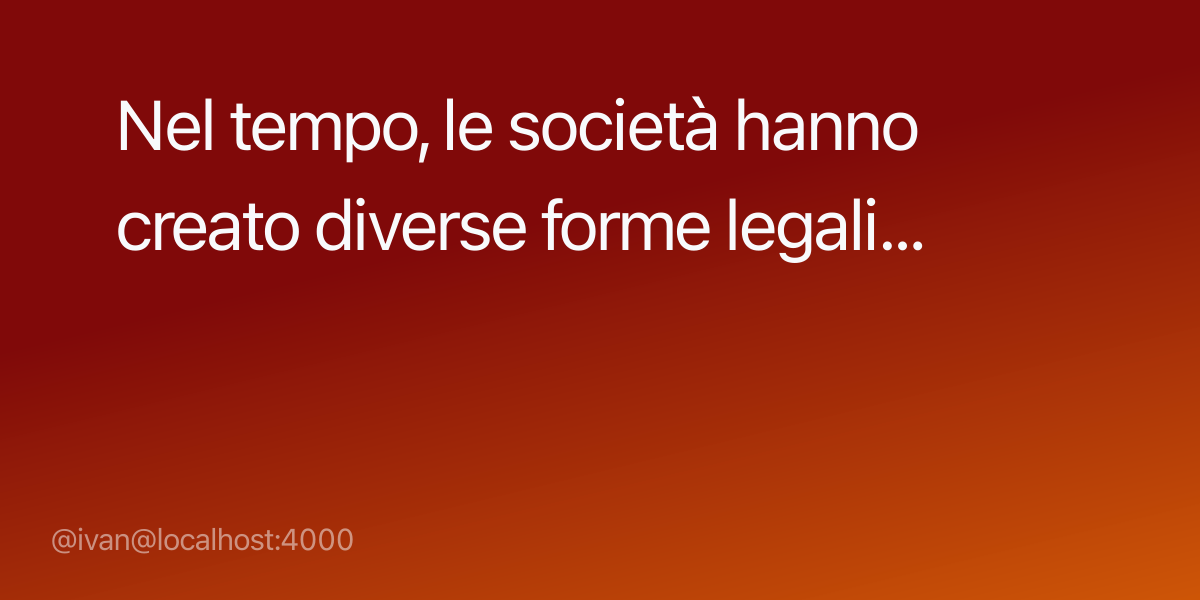 Nel tempo, le società hanno
creato diverse forme legali...
@ivan@localhost:4000